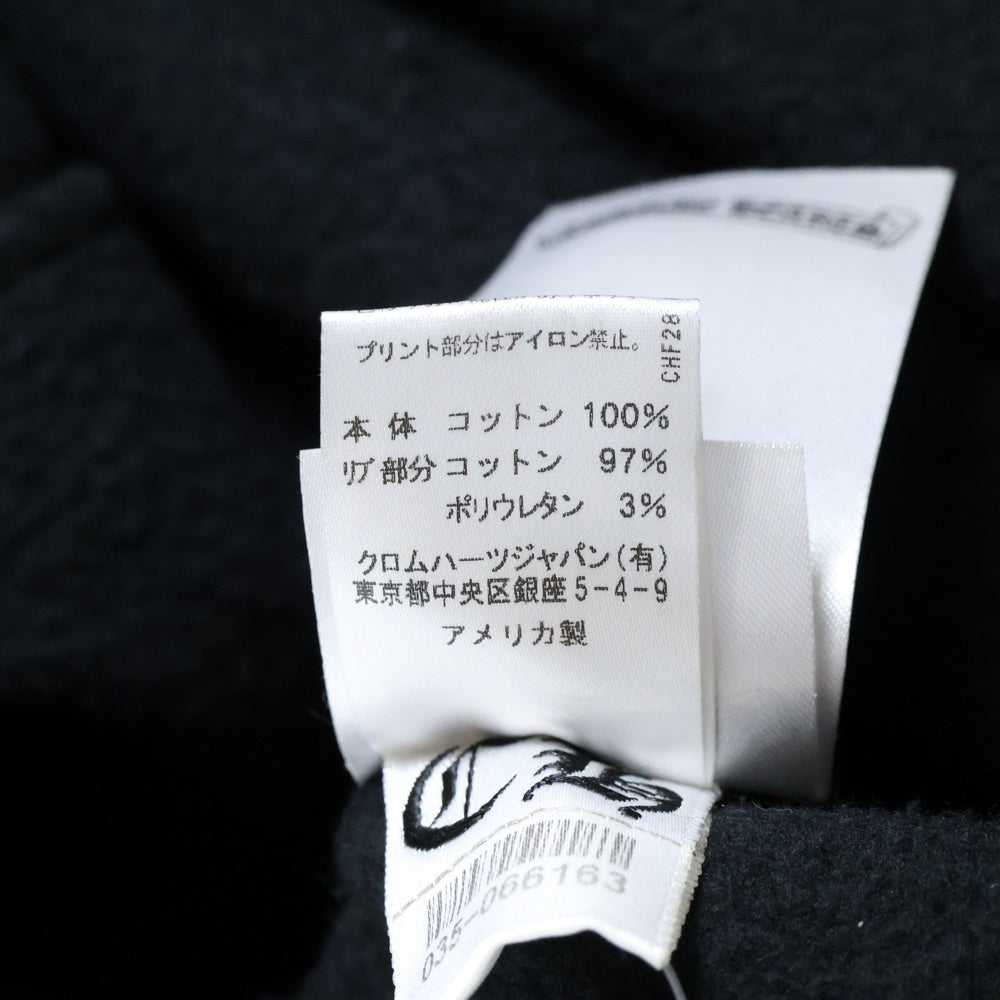 プリント部分はアイロン禁止。
CHF28
本体 コットン 100%
リブ部分 コットン 97%
ポリウレタン 3%
クロムハーツジャパン(有)
東京都中央区銀座5-4-9
アメリカ製
035-066163